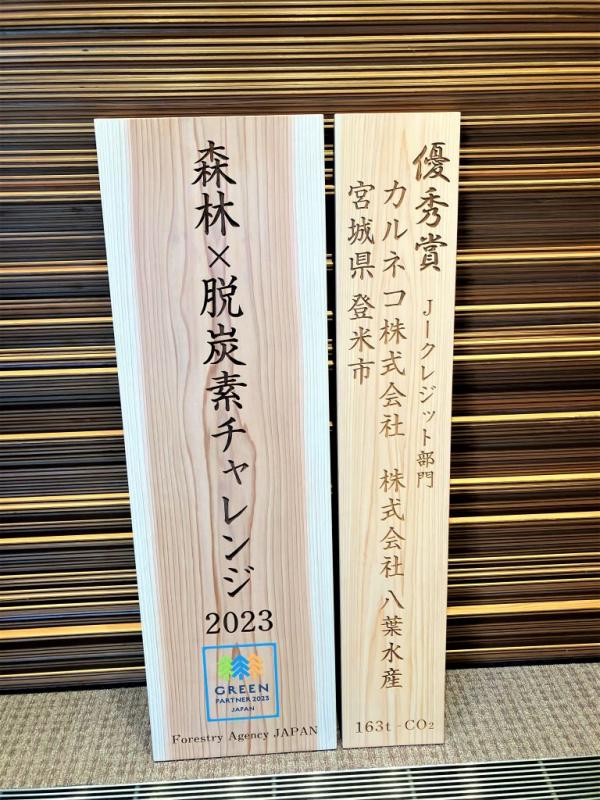 森林×脱炭素チャレンジ
2023
GREEN
PARTNER 2023
JAPAN
Forestry Agency JAPAN
優秀賞 J－クレジット部門
カルネコ株式会社 株式会社 八葉水産
宮城県 登米市
163t -CO₂